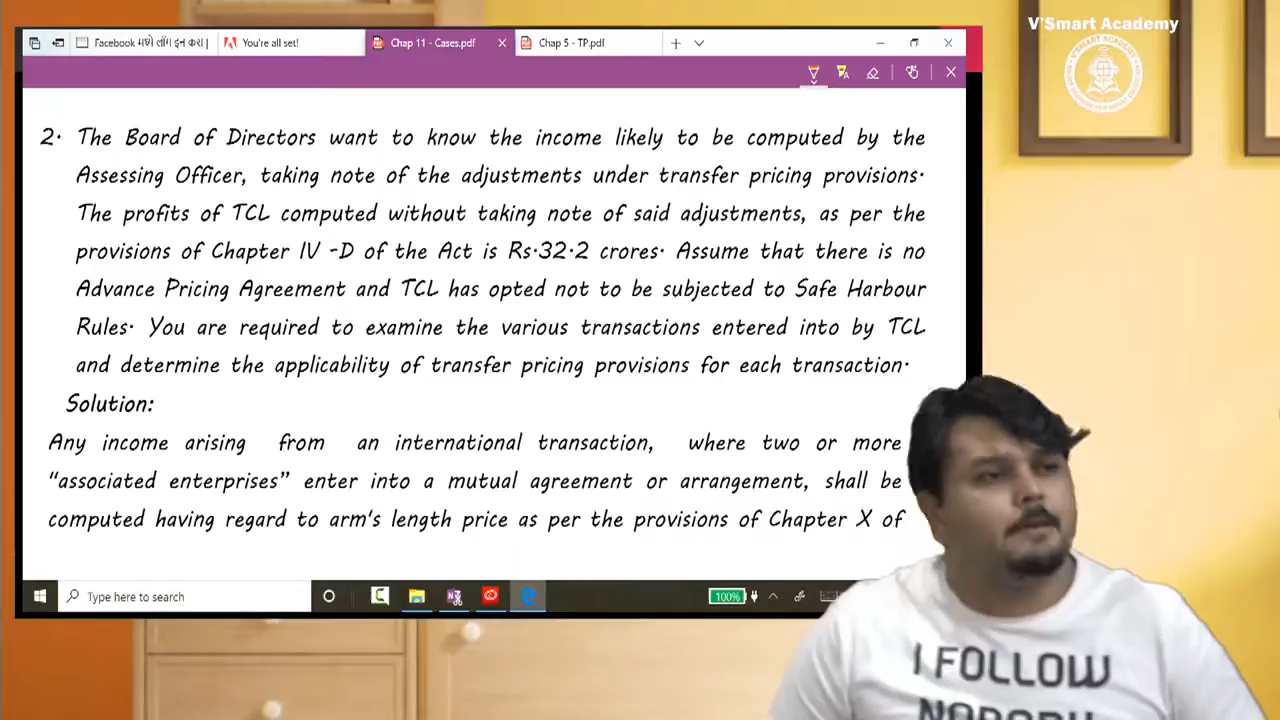 V'Smart Academy
Facebook मध्ये लॉग इन करा |
You're all set!
Chap 11 - Cases.pdf
Chap 5 - TP.pdf
2. The Board of Directors want to know the income likely to be computed by the
Assessing Officer, taking note of the adjustments under transfer pricing provisions.
The profits of TCL computed without taking note of said adjustments, as per the
provisions of Chapter IV -D of the Act is Rs.32.2 crores. Assume that there is no
Advance Pricing Agreement and TCL has opted not to be subjected to Safe Harbour
Rules. You are required to examine the various transactions entered into by TCL
and determine the applicability of transfer pricing provisions for each transaction.
Solution:
Any income arising from an international transaction, where two or more
“associated enterprises” enter into a mutual agreement or arrangement, shall be
computed having regard to arm's length price as per the provisions of Chapter X of
Type here to search
100%
I FOLLOW
NOBODY